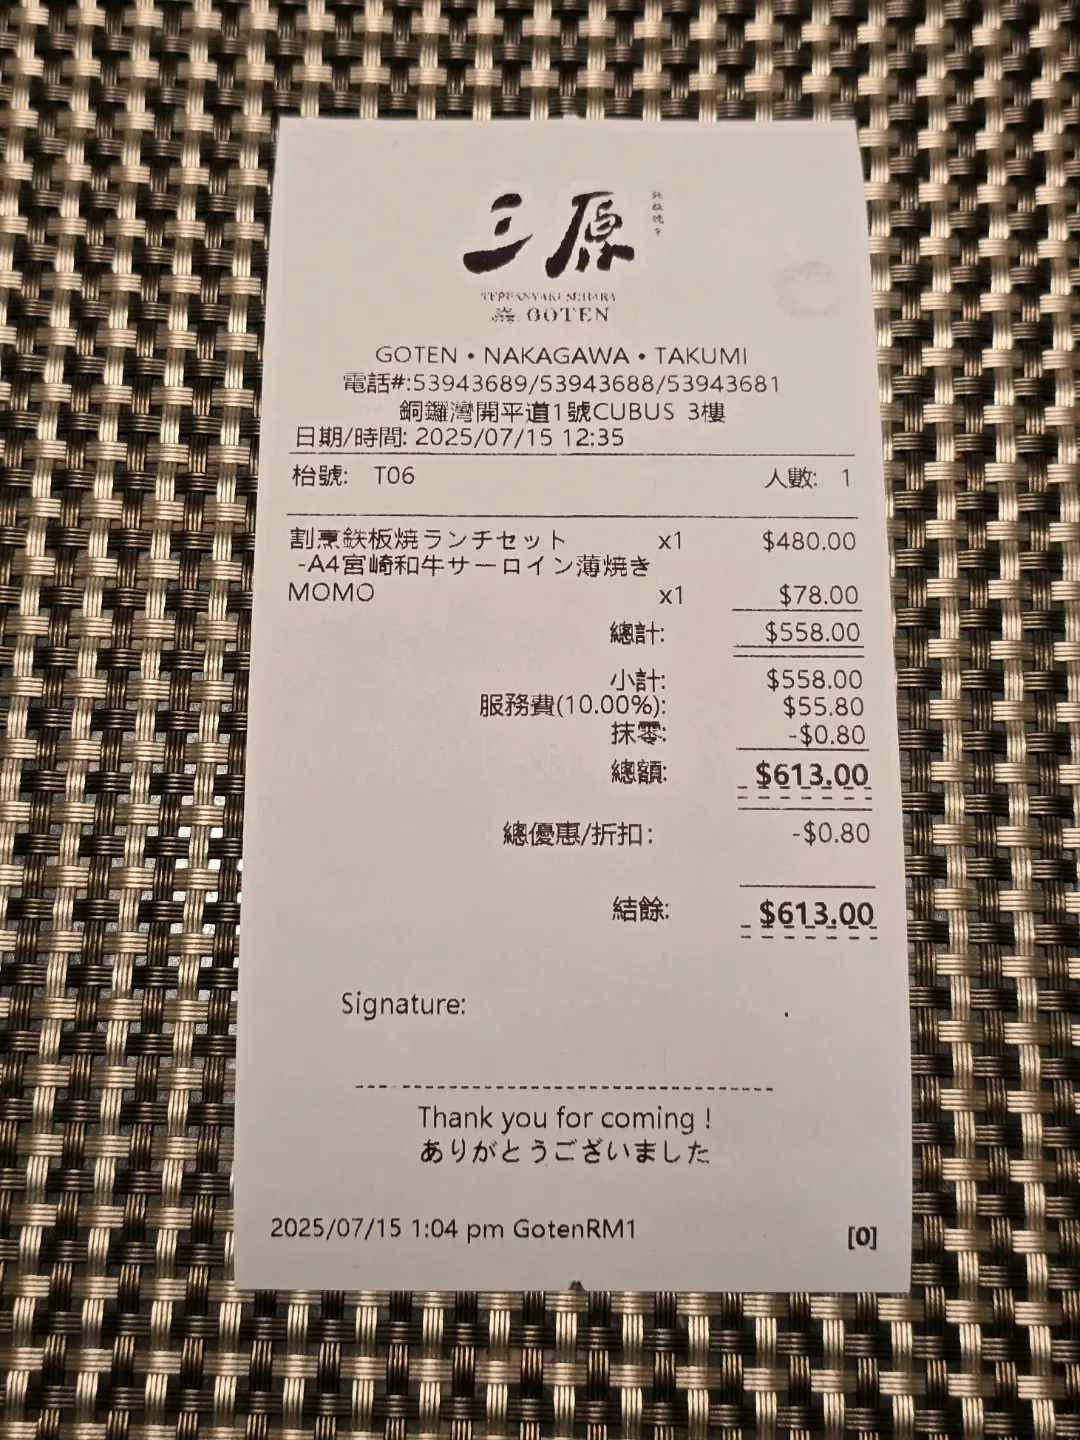 三原
鉄板焼き
TEPPANYAKI MIHARA
GOTEN
GOTEN • NAKAGAWA • TAKUMI
電話#:53943689/53943688/53943681
銅鑼灣開平道1號CUBUS 3樓
日期/時間: 2025/07/15 12:35
枱號: T06 人數: 1
割烹鉄板焼ランチセット x1 $480.00
-A4宮崎和牛サーロイン薄焼き
MOMO x1 $78.00
總計: $558.00
小計: $558.00
服務費(10.00%): $55.80
抹零: -$0.80
總額: $613.00
總優惠/折扣: -$0.80
結餘: $613.00
Signature:
Thank you for coming !
ありがとうございました
2025/07/15 1:04 pm GotenRM1 [0]